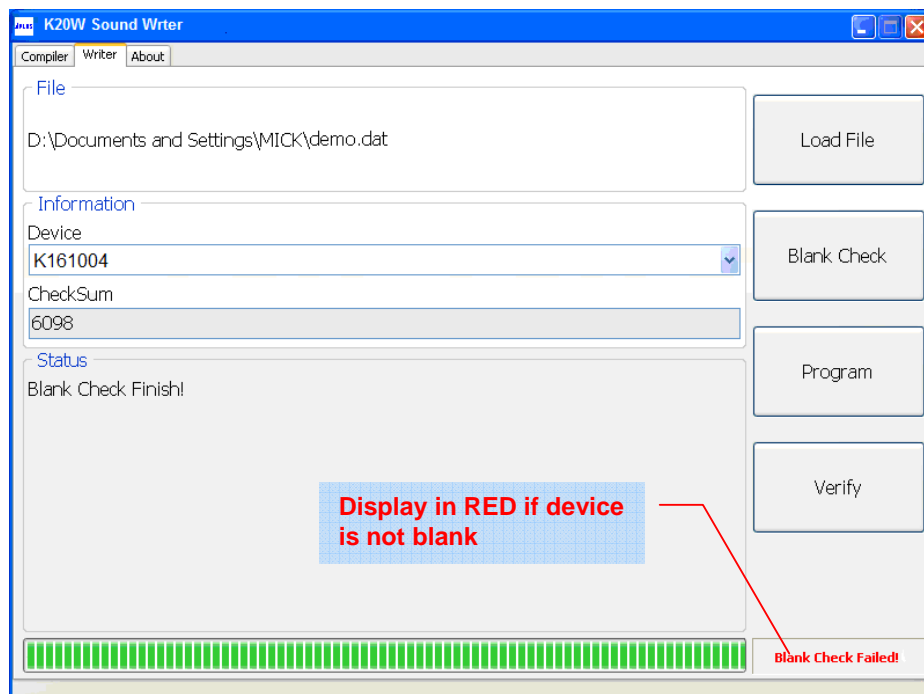 APLUS K20W Sound Wrter
Compiler Writer About
File
D:\Documents and Settings\MICK\demo.dat
Load File
Information
Device
K161004
Blank Check
CheckSum
6098
Status
Blank Check Finish!
Program
Verify
Display in RED if device
is not blank
Blank Check Failed!